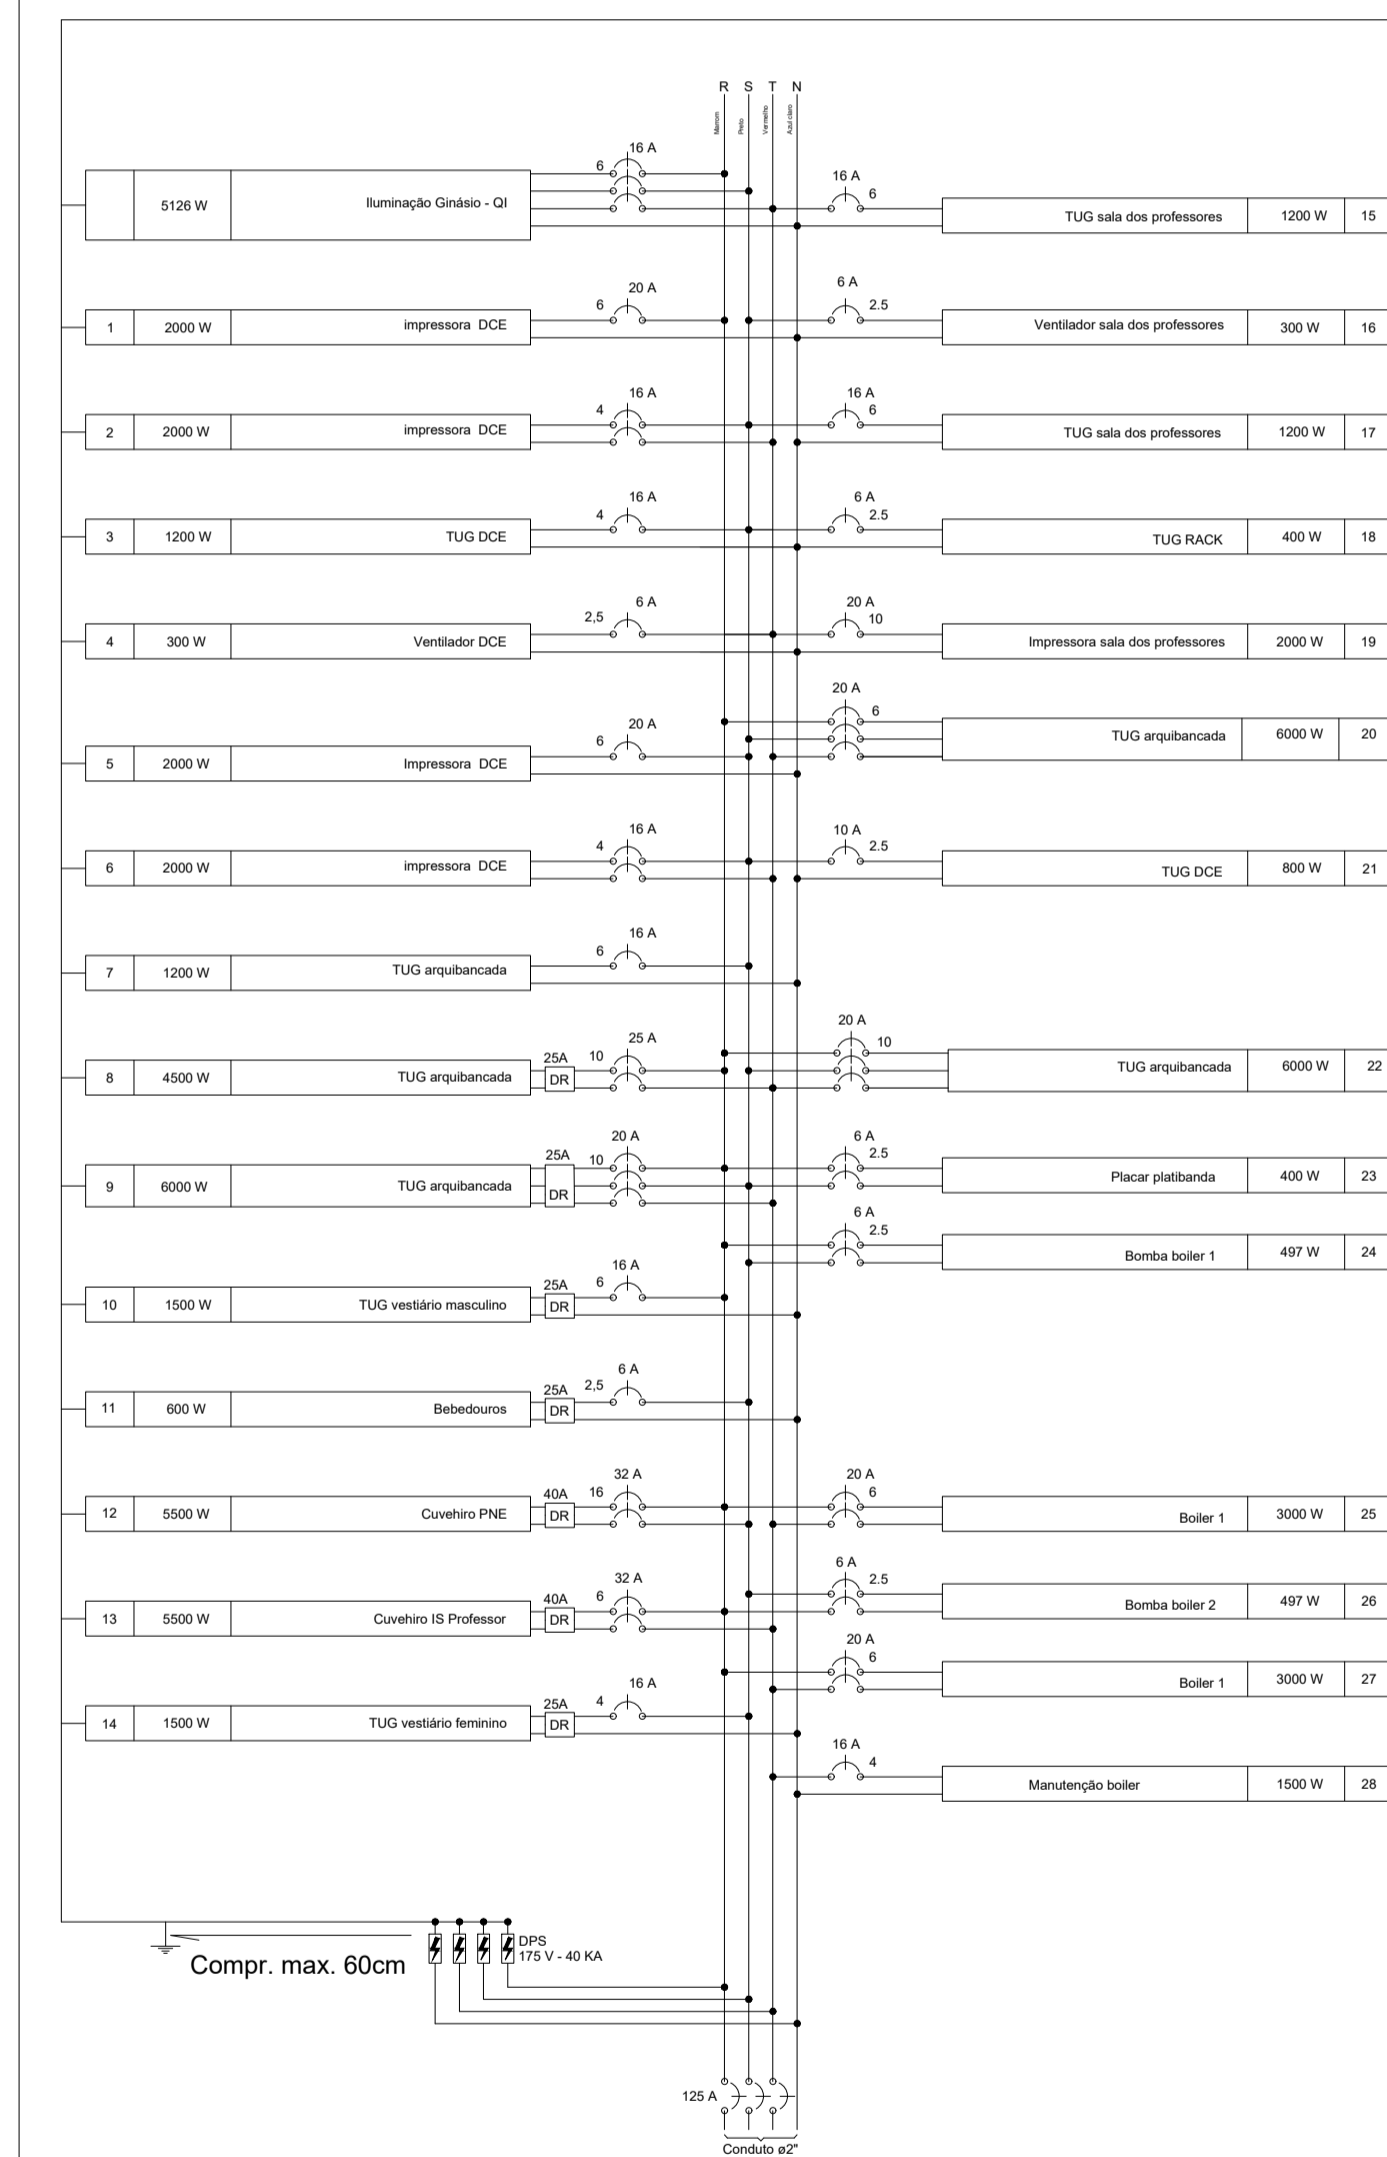 R S T N
Marrom
Preto
Vermelho
Azul claro
16 A
6
5126 W Iluminação Ginásio - QI
16 A
6
TUG sala dos professores 1200 W 15
20 A
6
1 2000 W impressora DCE
6 A
2.5
Ventilador sala dos professores 300 W 16
16 A
4
2 2000 W impressora DCE
16 A
6
TUG sala dos professores 1200 W 17
16 A
4
3 1200 W TUG DCE
6 A
2.5
TUG RACK 400 W 18
6 A
2,5
4 300 W Ventilador DCE
20 A
10
Impressora sala dos professores 2000 W 19
20 A
6
TUG arquibancada 6000 W 20
20 A
6
5 2000 W Impressora DCE
16 A
4
6 2000 W impressora DCE
10 A
2.5
TUG DCE 800 W 21
16 A
6
7 1200 W TUG arquibancada
25 A
25A 10
8 4500 W TUG arquibancada DR
20 A
10
TUG arquibancada 6000 W 22
20 A
25A 10
9 6000 W TUG arquibancada DR
6 A
2.5
Placar platibanda 400 W 23
6 A
2.5
Bomba boiler 1 497 W 24
16 A
25A 6
10 1500 W TUG vestiário masculino DR
6 A
25A 2,5
11 600 W Bebedouros DR
32 A
40A 16
12 5500 W Cuvehiro PNE DR
20 A
6
Boiler 1 3000 W 25
32 A
40A 6
13 5500 W Cuvehiro IS Professor DR
6 A
2.5
Bomba boiler 2 497 W 26
20 A
6
Boiler 1 3000 W 27
16 A
25A 4
14 1500 W TUG vestiário feminino DR
16 A
4
Manutenção boiler 1500 W 28
DPS
175 V - 40 KA
Compr. max. 60cm
125 A
Conduto ø2"